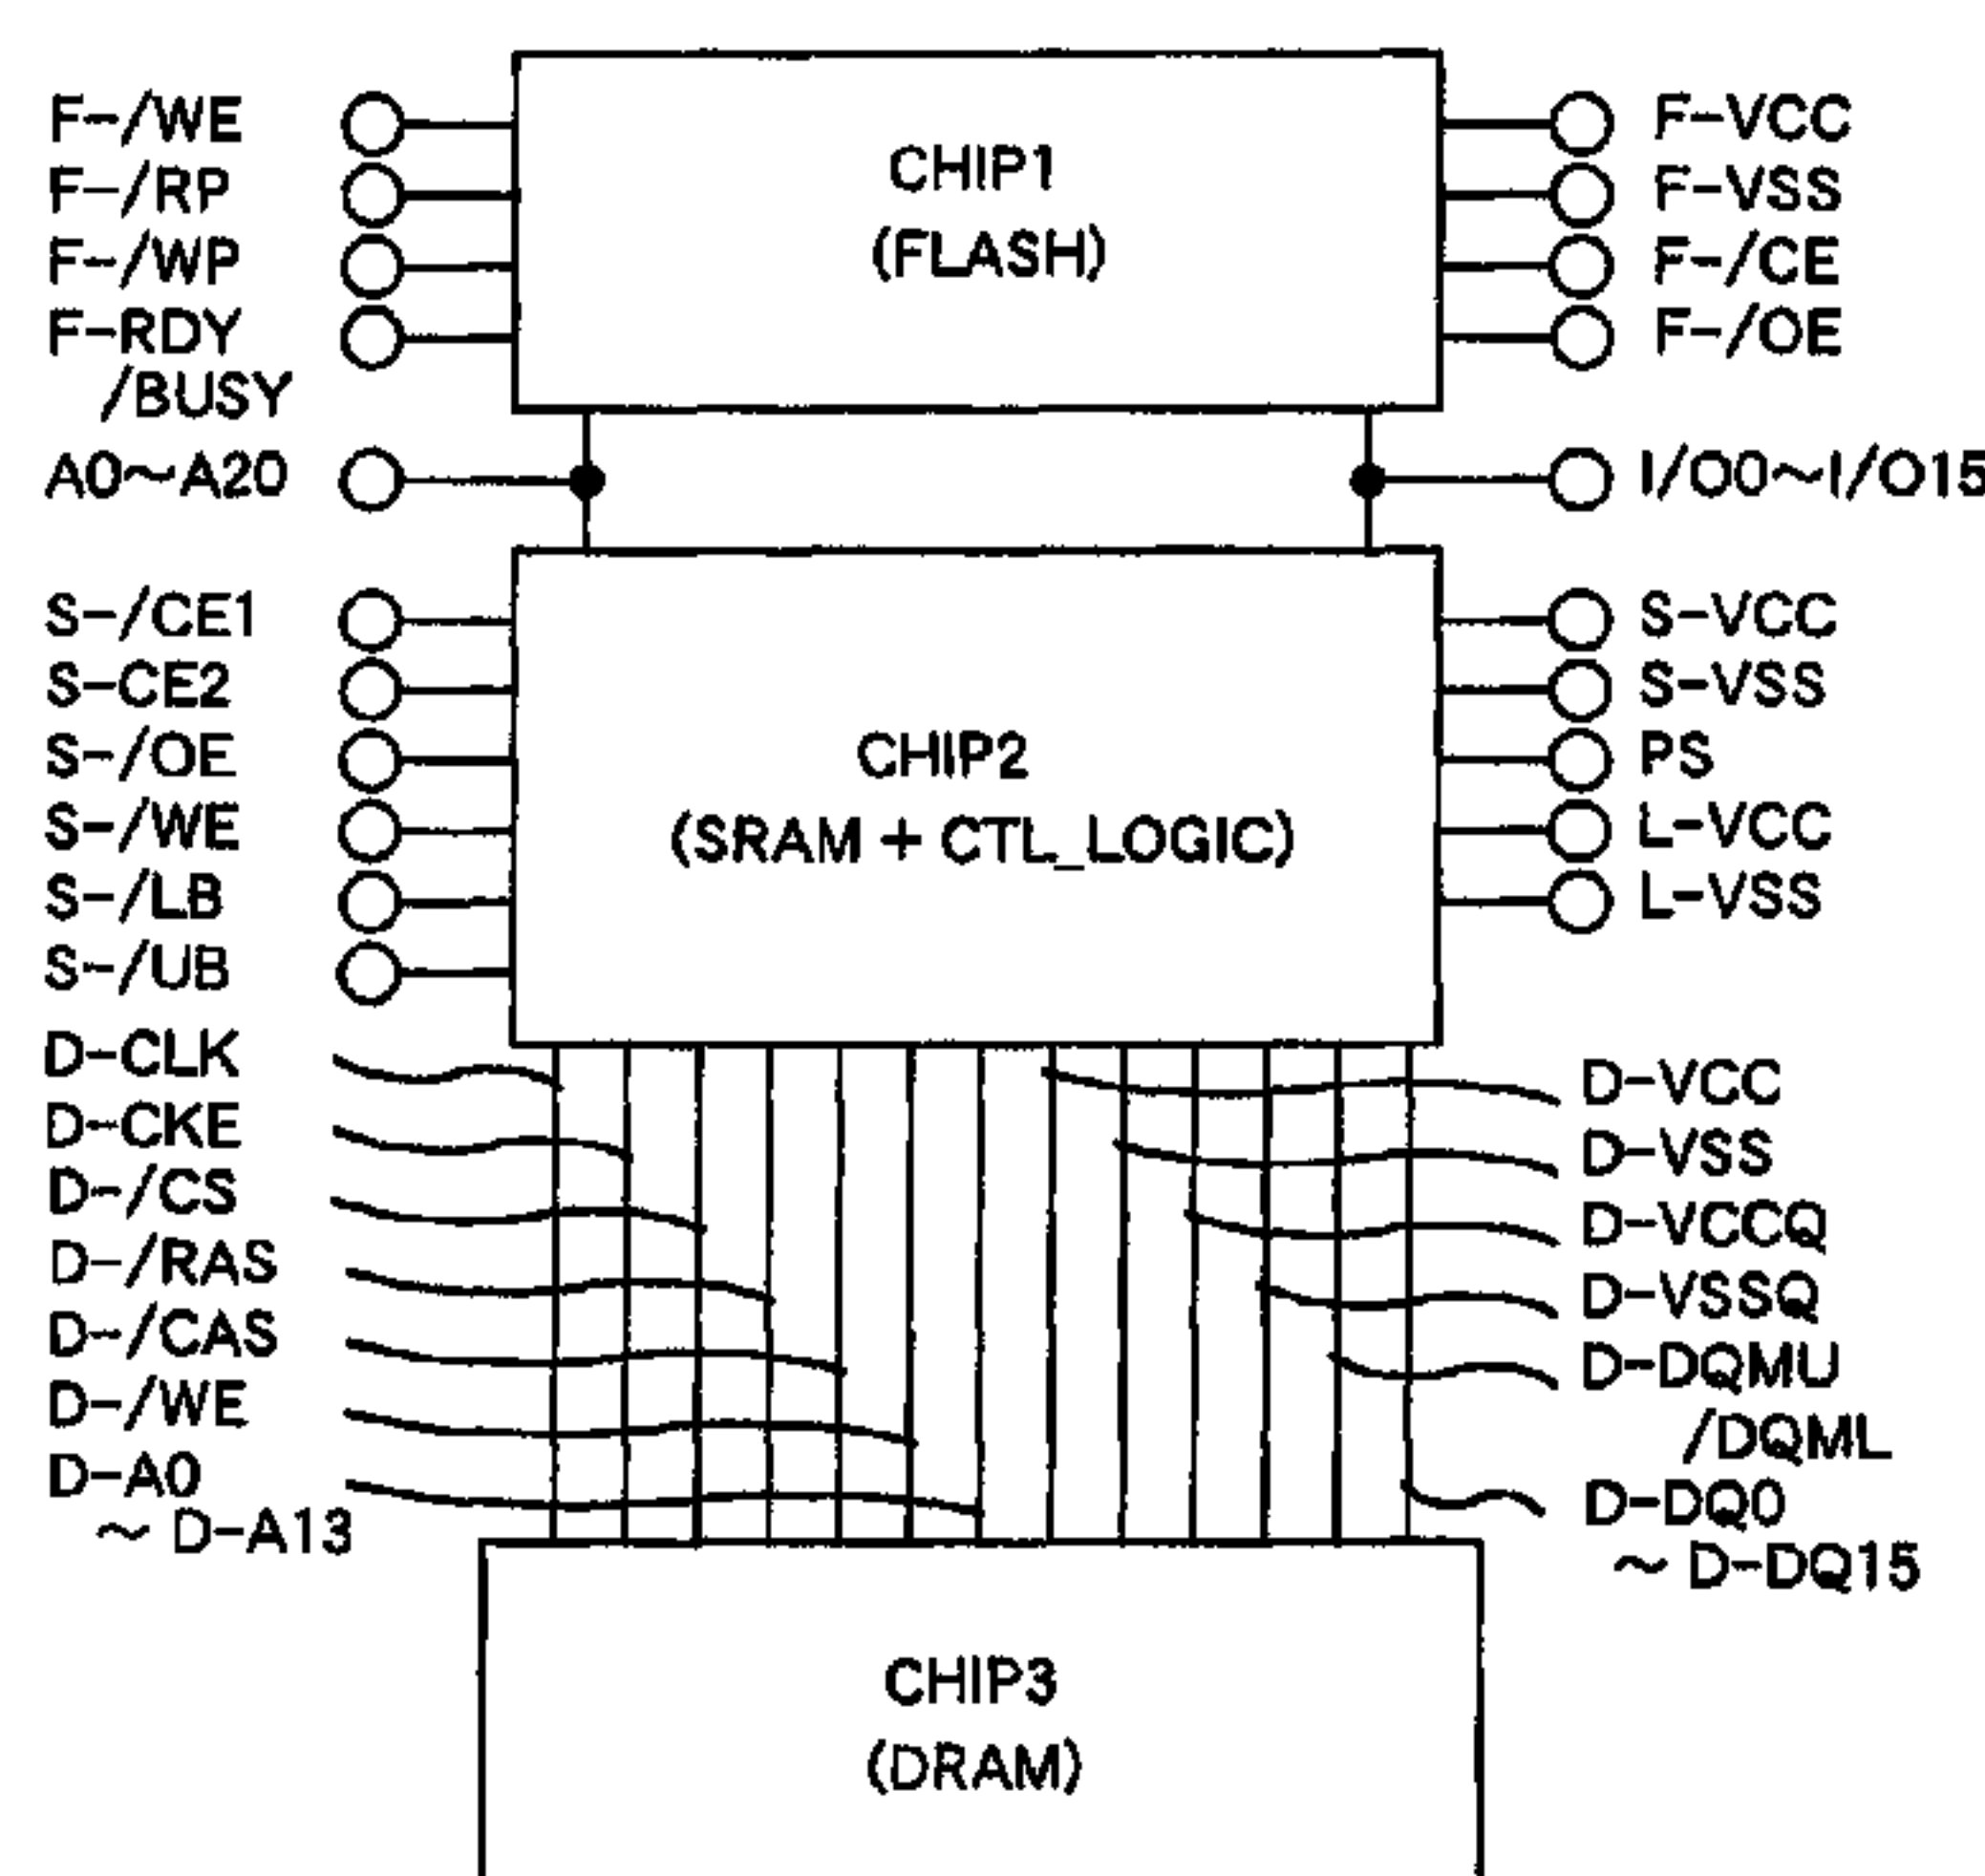 F-/WE
F-/RP
F-/WP
F-RDY
/BUSY
A0~A20
CHIP1
(FLASH)
F-VCC
F-VSS
F-/CE
F-/OE
I/O0~I/O15
S-/CE1
S-CE2
S-/OE
S-/WE
S-/LB
S-/UB
CHIP2
(SRAM + CTL_LOGIC)
S-VCC
S-VSS
PS
L-VCC
L-VSS
D-CLK
D-CKE
D-/CS
D-/RAS
D-/CAS
D-/WE
D-A0
~ D-A13
D-VCC
D-VSS
D-VCCQ
D-VSSQ
D-DQMU
/DQML
D-DQ0
~ D-DQ15
CHIP3
(DRAM)